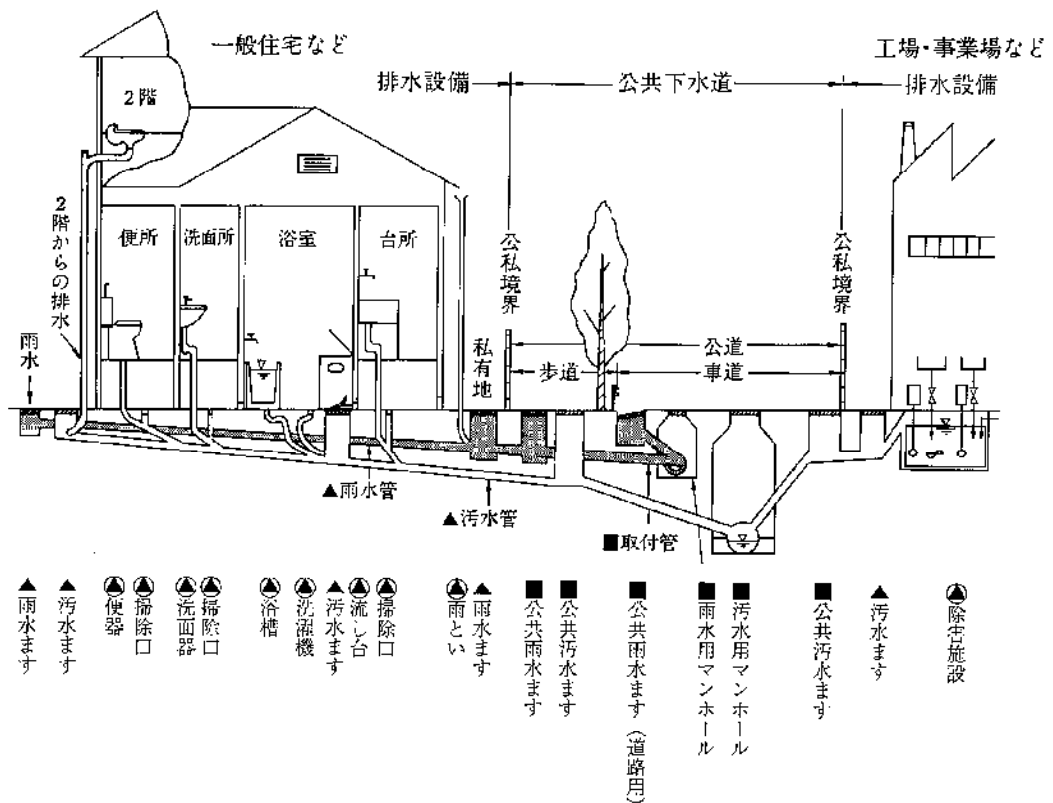 一般住宅など
工場・事業場など
排水設備
公共下水道
排水設備
2階
2階からの排水
便所
洗面所
浴室
台所
公私境界
公私境界
雨水
私有地
公道
歩道
車道
▲雨水管
▲汚水管
■取付管
▲雨水ます
▲汚水ます
▲便器
▲掃除口
▲洗面器
▲掃除口
▲浴槽
▲洗濯機
▲汚水ます
▲流し台
▲掃除口
▲雨とい
▲雨水ます
■公共雨水ます
■公共汚水ます
■公共雨水ます(道路用)
■雨水用マンホール
■汚水用マンホール
■公共汚水ます
▲汚水ます
▲除害施設